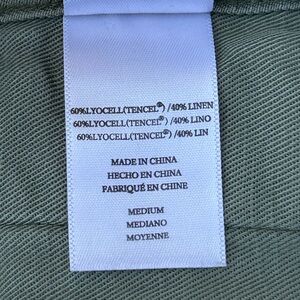 60%LYOCELL(TENCEL®) /40% LINEN
60%LYOCELL(TENCEL®) /40% LINO
60%LYOCELL(TENCEL®) /40% LIN
MADE IN CHINA
HECHO EN CHINA
FABRIQUÉ EN CHINE
MEDIUM
MEDIANO
MOYENNE